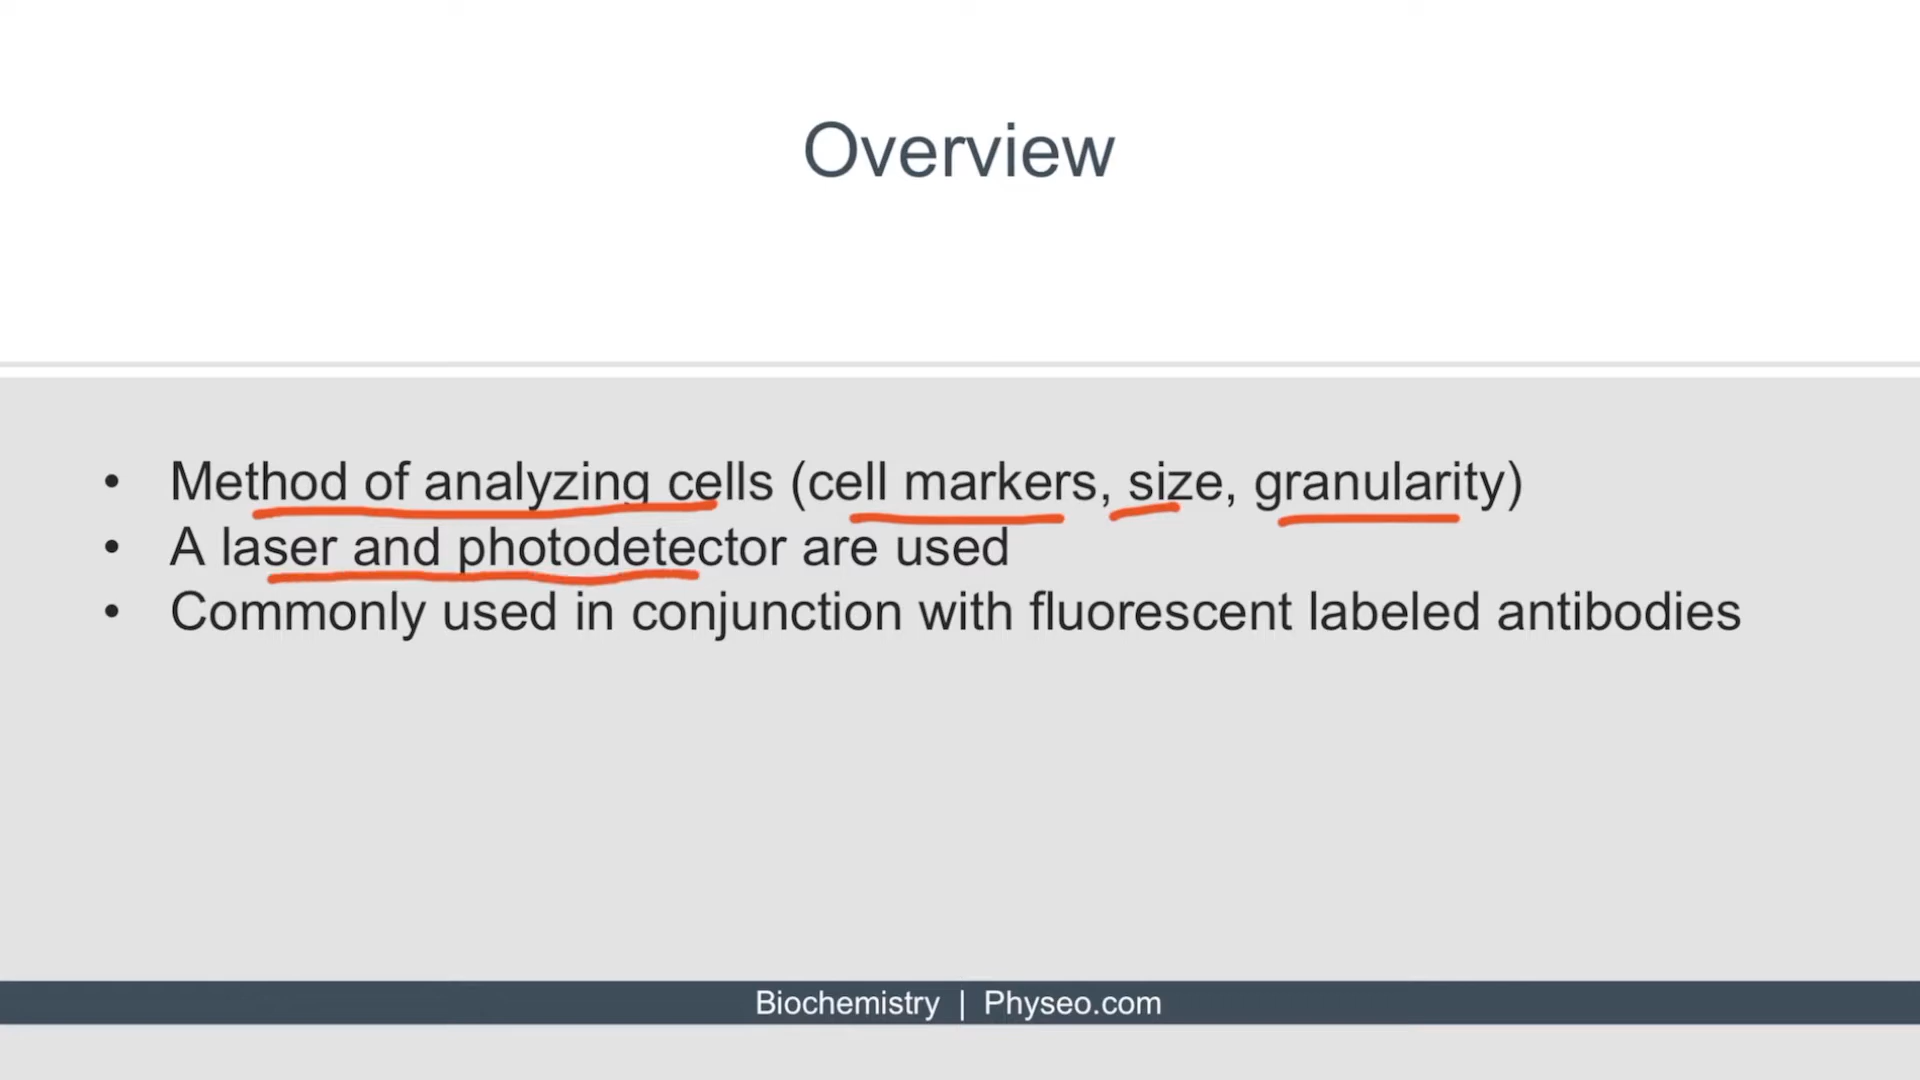 Overview
• Method of analyzing cells (cell markers, size, granularity)
• A laser and photodetector are used
• Commonly used in conjunction with fluorescent labeled antibodies
Biochemistry | Physeo.com